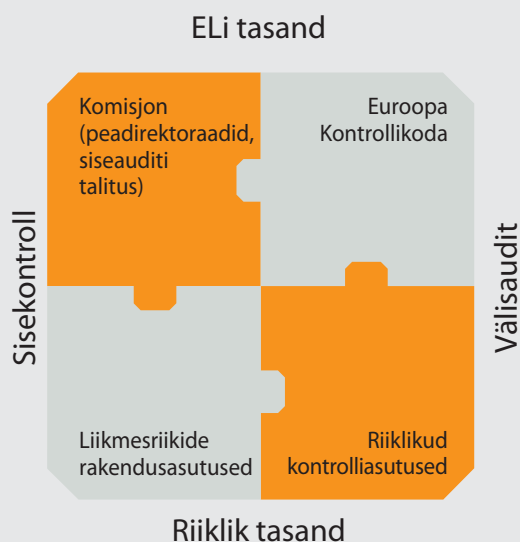 ELi tasand
Komisjon
(peadirektoraadid,
siseauditi
talitus)
Euroopa
Kontrollikoda
Sisekontroll
Välisaudit
Liikmesriikide
rakendusasutused
Riiklikud
kontrolliasutused
Riiklik tasand